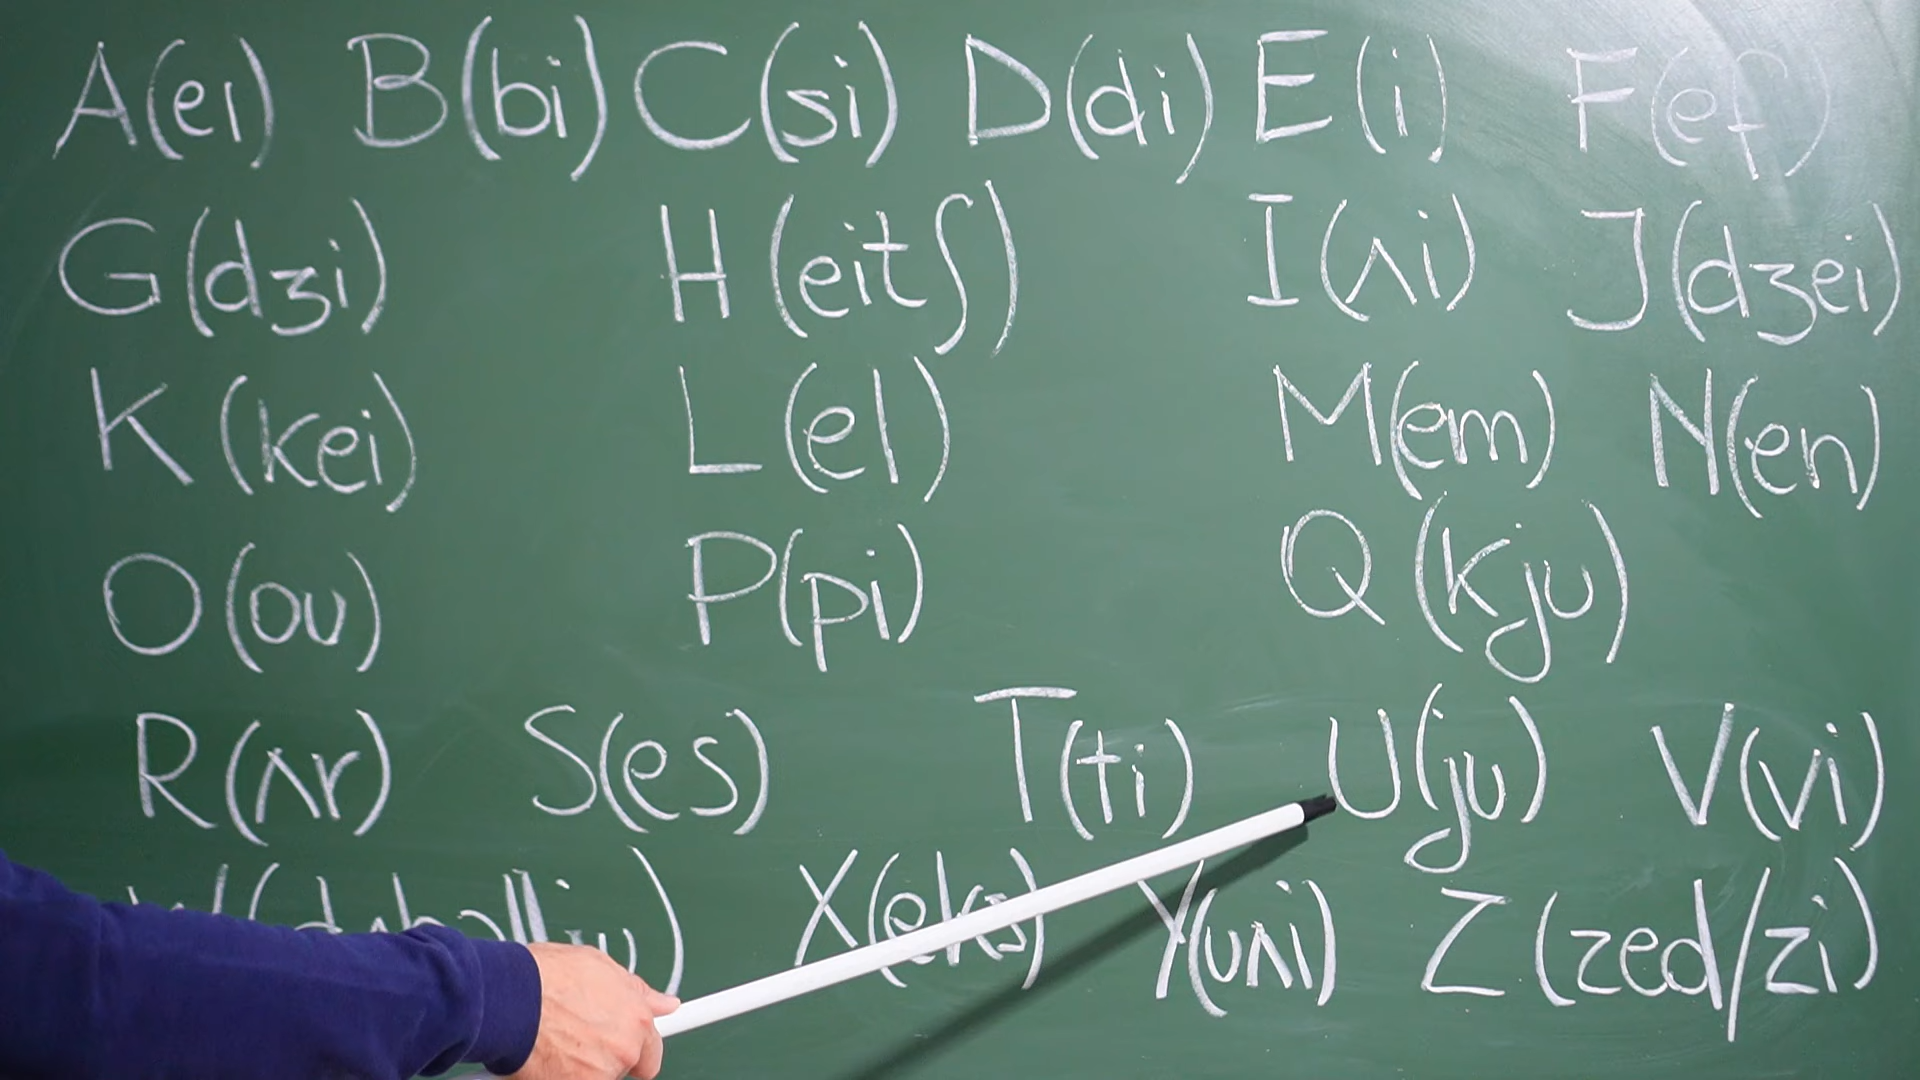 A(ei) B(bi) C(si) D(di) E(i) F(ef)
G(dʒi) H(eitʃ) I(ʌi) J(dʒei)
K(kei) L(el) M(em) N(en)
O(ou) P(pi) Q(kju)
R(ʌr) S(es) T(ti) U(ju) V(vi)
X(eks) Y(uʌi) Z(zed/zi)